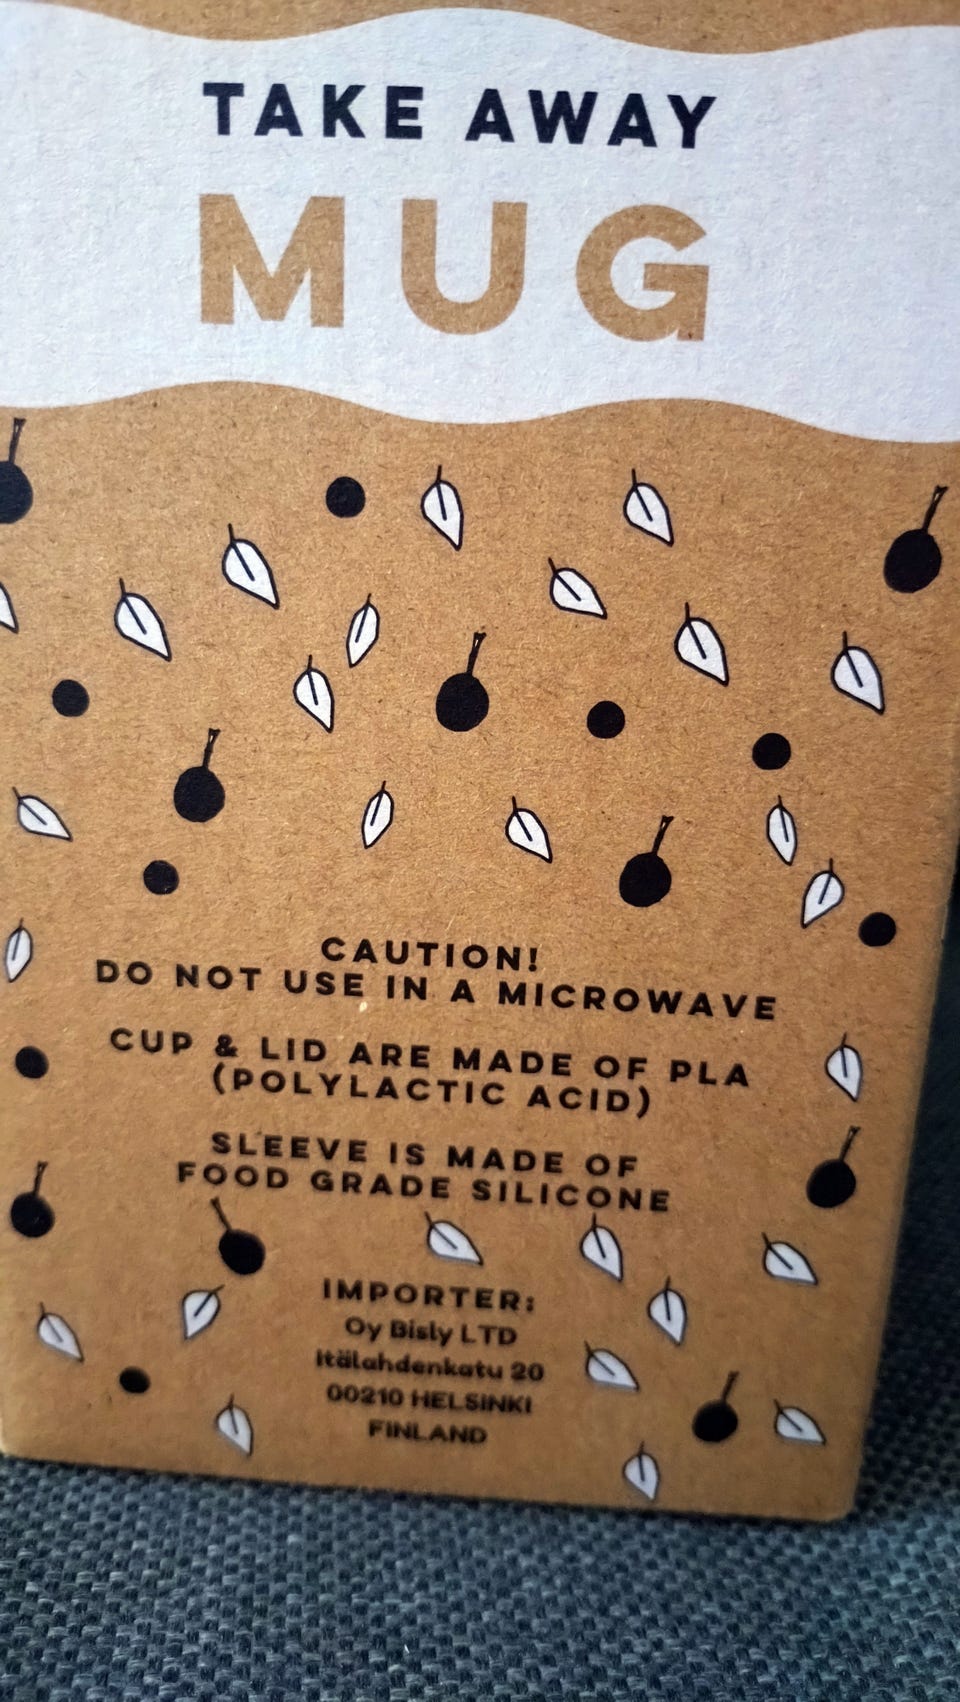 TAKE AWAY
MUG
CAUTION!
DO NOT USE IN A MICROWAVE
CUP & LID ARE MADE OF PLA
(POLYLACTIC ACID)
SLEEVE IS MADE OF
FOOD GRADE SILICONE
IMPORTER:
Oy Bisly LTD
Itälahdenkatu 20
00210 HELSINKI
FINLAND